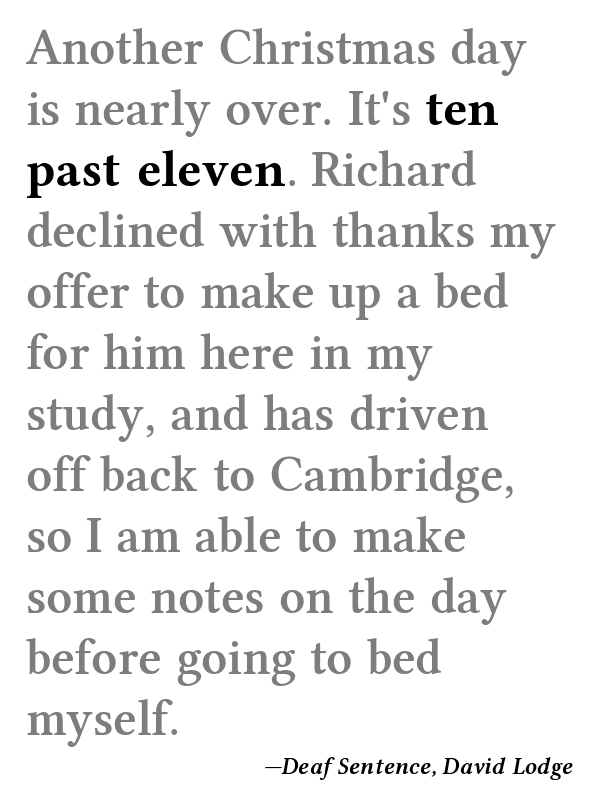 Another Christmas day
is nearly over. It's ten
past eleven. Richard
declined with thanks my
offer to make up a bed
for him here in my
study, and has driven
off back to Cambridge,
so I am able to make
some notes on the day
before going to bed
myself.
—Deaf Sentence, David Lodge